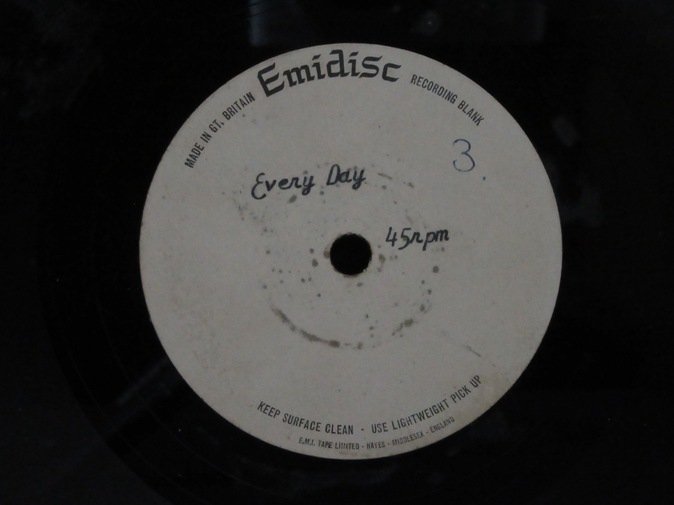 MADE IN GT. BRITAIN Emidisc RECORDING BLANK
3.
Every Day
45rpm
KEEP SURFACE CLEAN - USE LIGHTWEIGHT PICK UP
E.M.I. TAPE LIMITED - HAYES - MIDDLESEX - ENGLAND